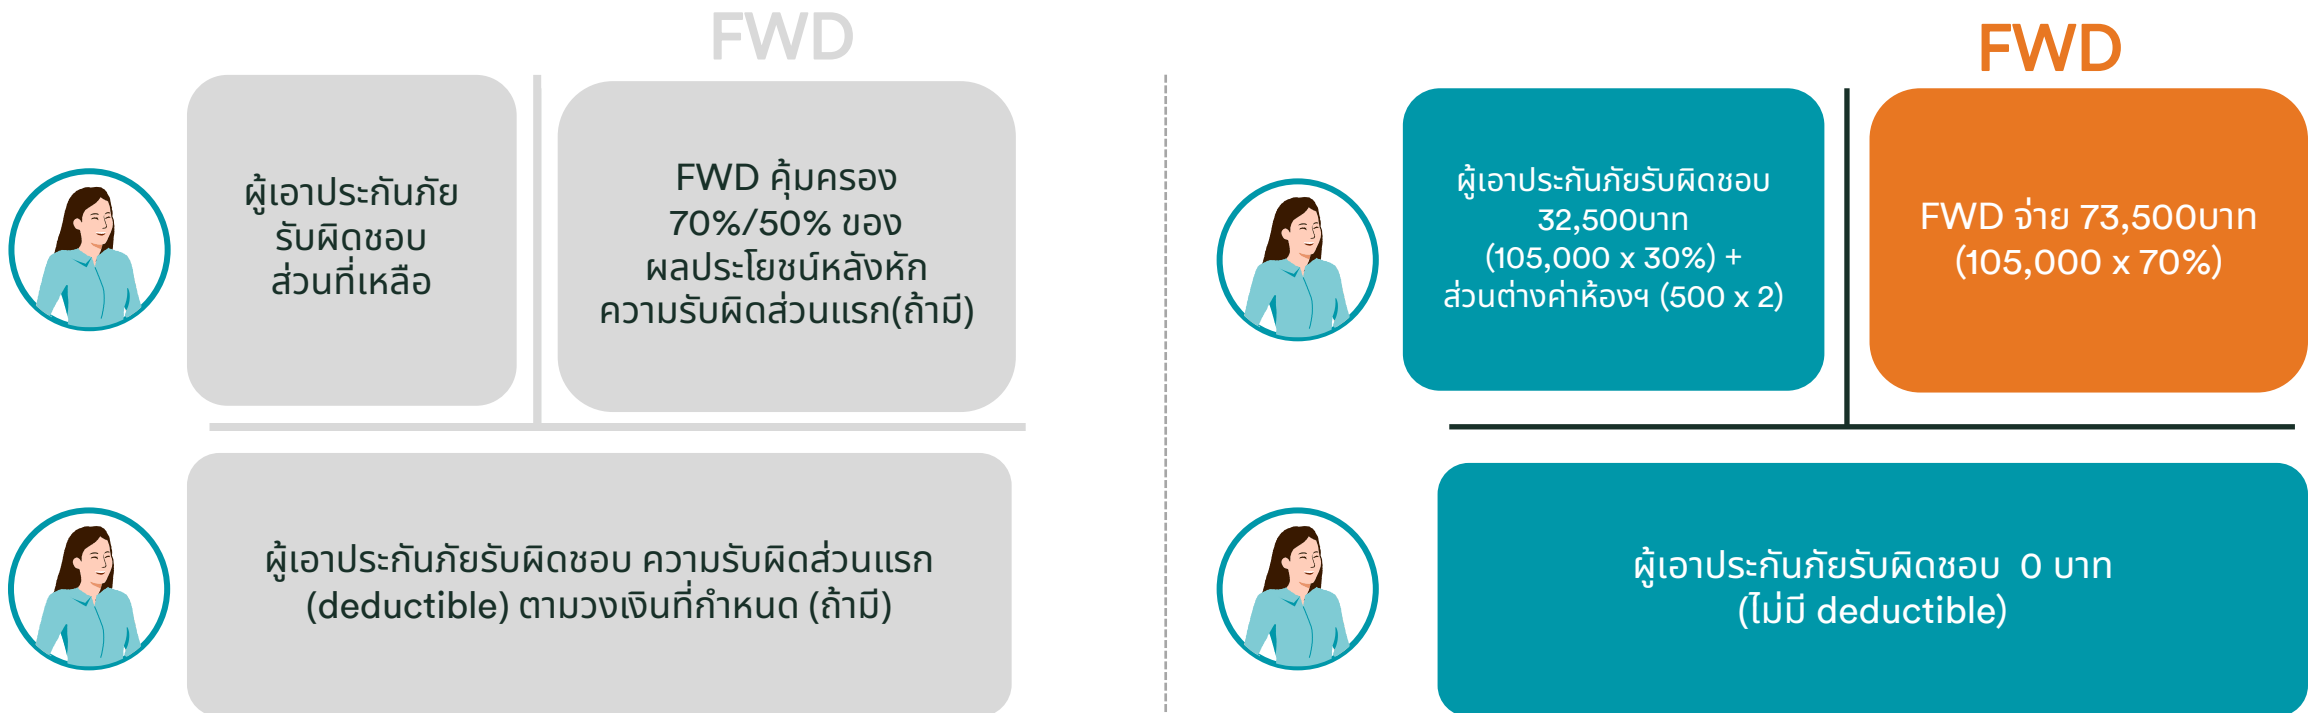 FWD
ผู้เอาประกันภัย
รับผิดชอบ
ส่วนที่เหลือ
FWD คุ้มครอง
70%/50% ของ
ผลประโยชน์หลังหัก
ความรับผิดส่วนแรก(ถ้ามี)
ผู้เอาประกันภัยรับผิดชอบ ความรับผิดส่วนแรก
(deductible) ตามวงเงินที่กำหนด (ถ้ามี)
FWD
ผู้เอาประกันภัยรับผิดชอบ
32,500บาท
(105,000 x 30%) +
ส่วนต่างค่าห้องฯ (500 x 2)
FWD จ่าย 73,500บาท
(105,000 x 70%)
ผู้เอาประกันภัยรับผิดชอบ 0 บาท
(ไม่มี deductible)